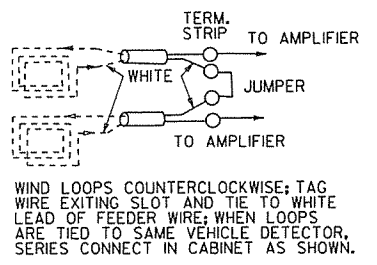 TERM.
STRIP
TO AMPLIFIER
WHITE
JUMPER
TO AMPLIFIER
WIND LOOPS COUNTERCLOCKWISE; TAG
WIRE EXITING SLOT AND TIE TO WHITE
LEAD OF FEEDER WIRE; WHEN LOOPS
ARE TIED TO SAME VEHICLE DETECTOR,
SERIES CONNECT IN CABINET AS SHOWN.